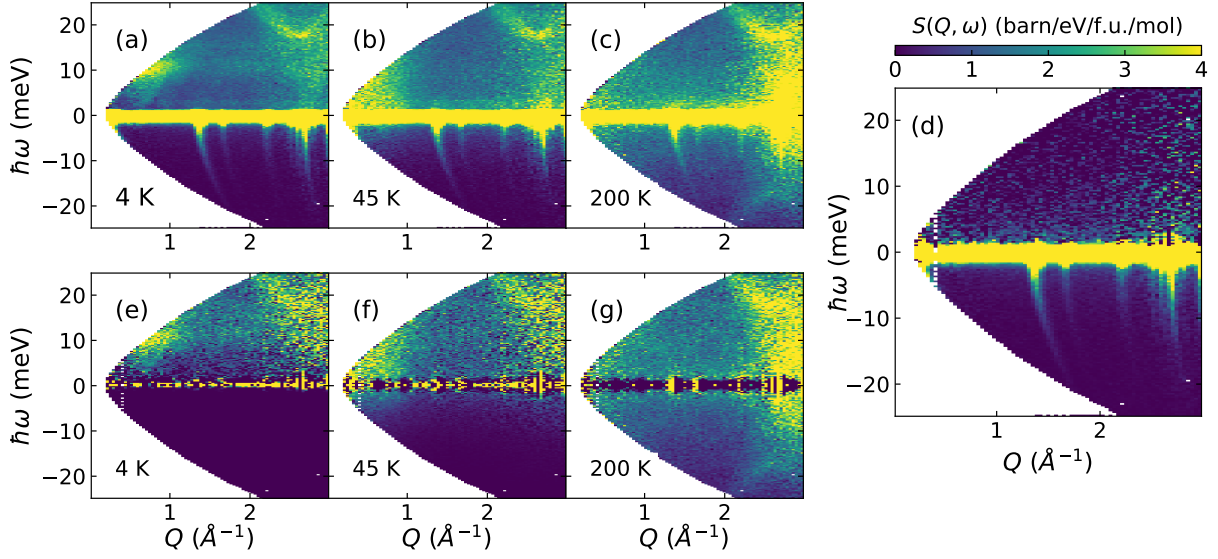 (a)
(b)
(c)
ħω (meV)
20
10
0
−10
−20
4 K
45 K
200 K
1
2
1
2
1
2
(e)
(f)
(g)
ħω (meV)
20
10
0
−10
−20
4 K
45 K
200 K
1
2
1
2
1
2
Q (Å⁻¹)
Q (Å⁻¹)
Q (Å⁻¹)
S(Q, ω) (barn/eV/f.u./mol)
0
1
2
3
4
(d)
ħω (meV)
20
10
0
−10
−20
1
2
Q (Å⁻¹)